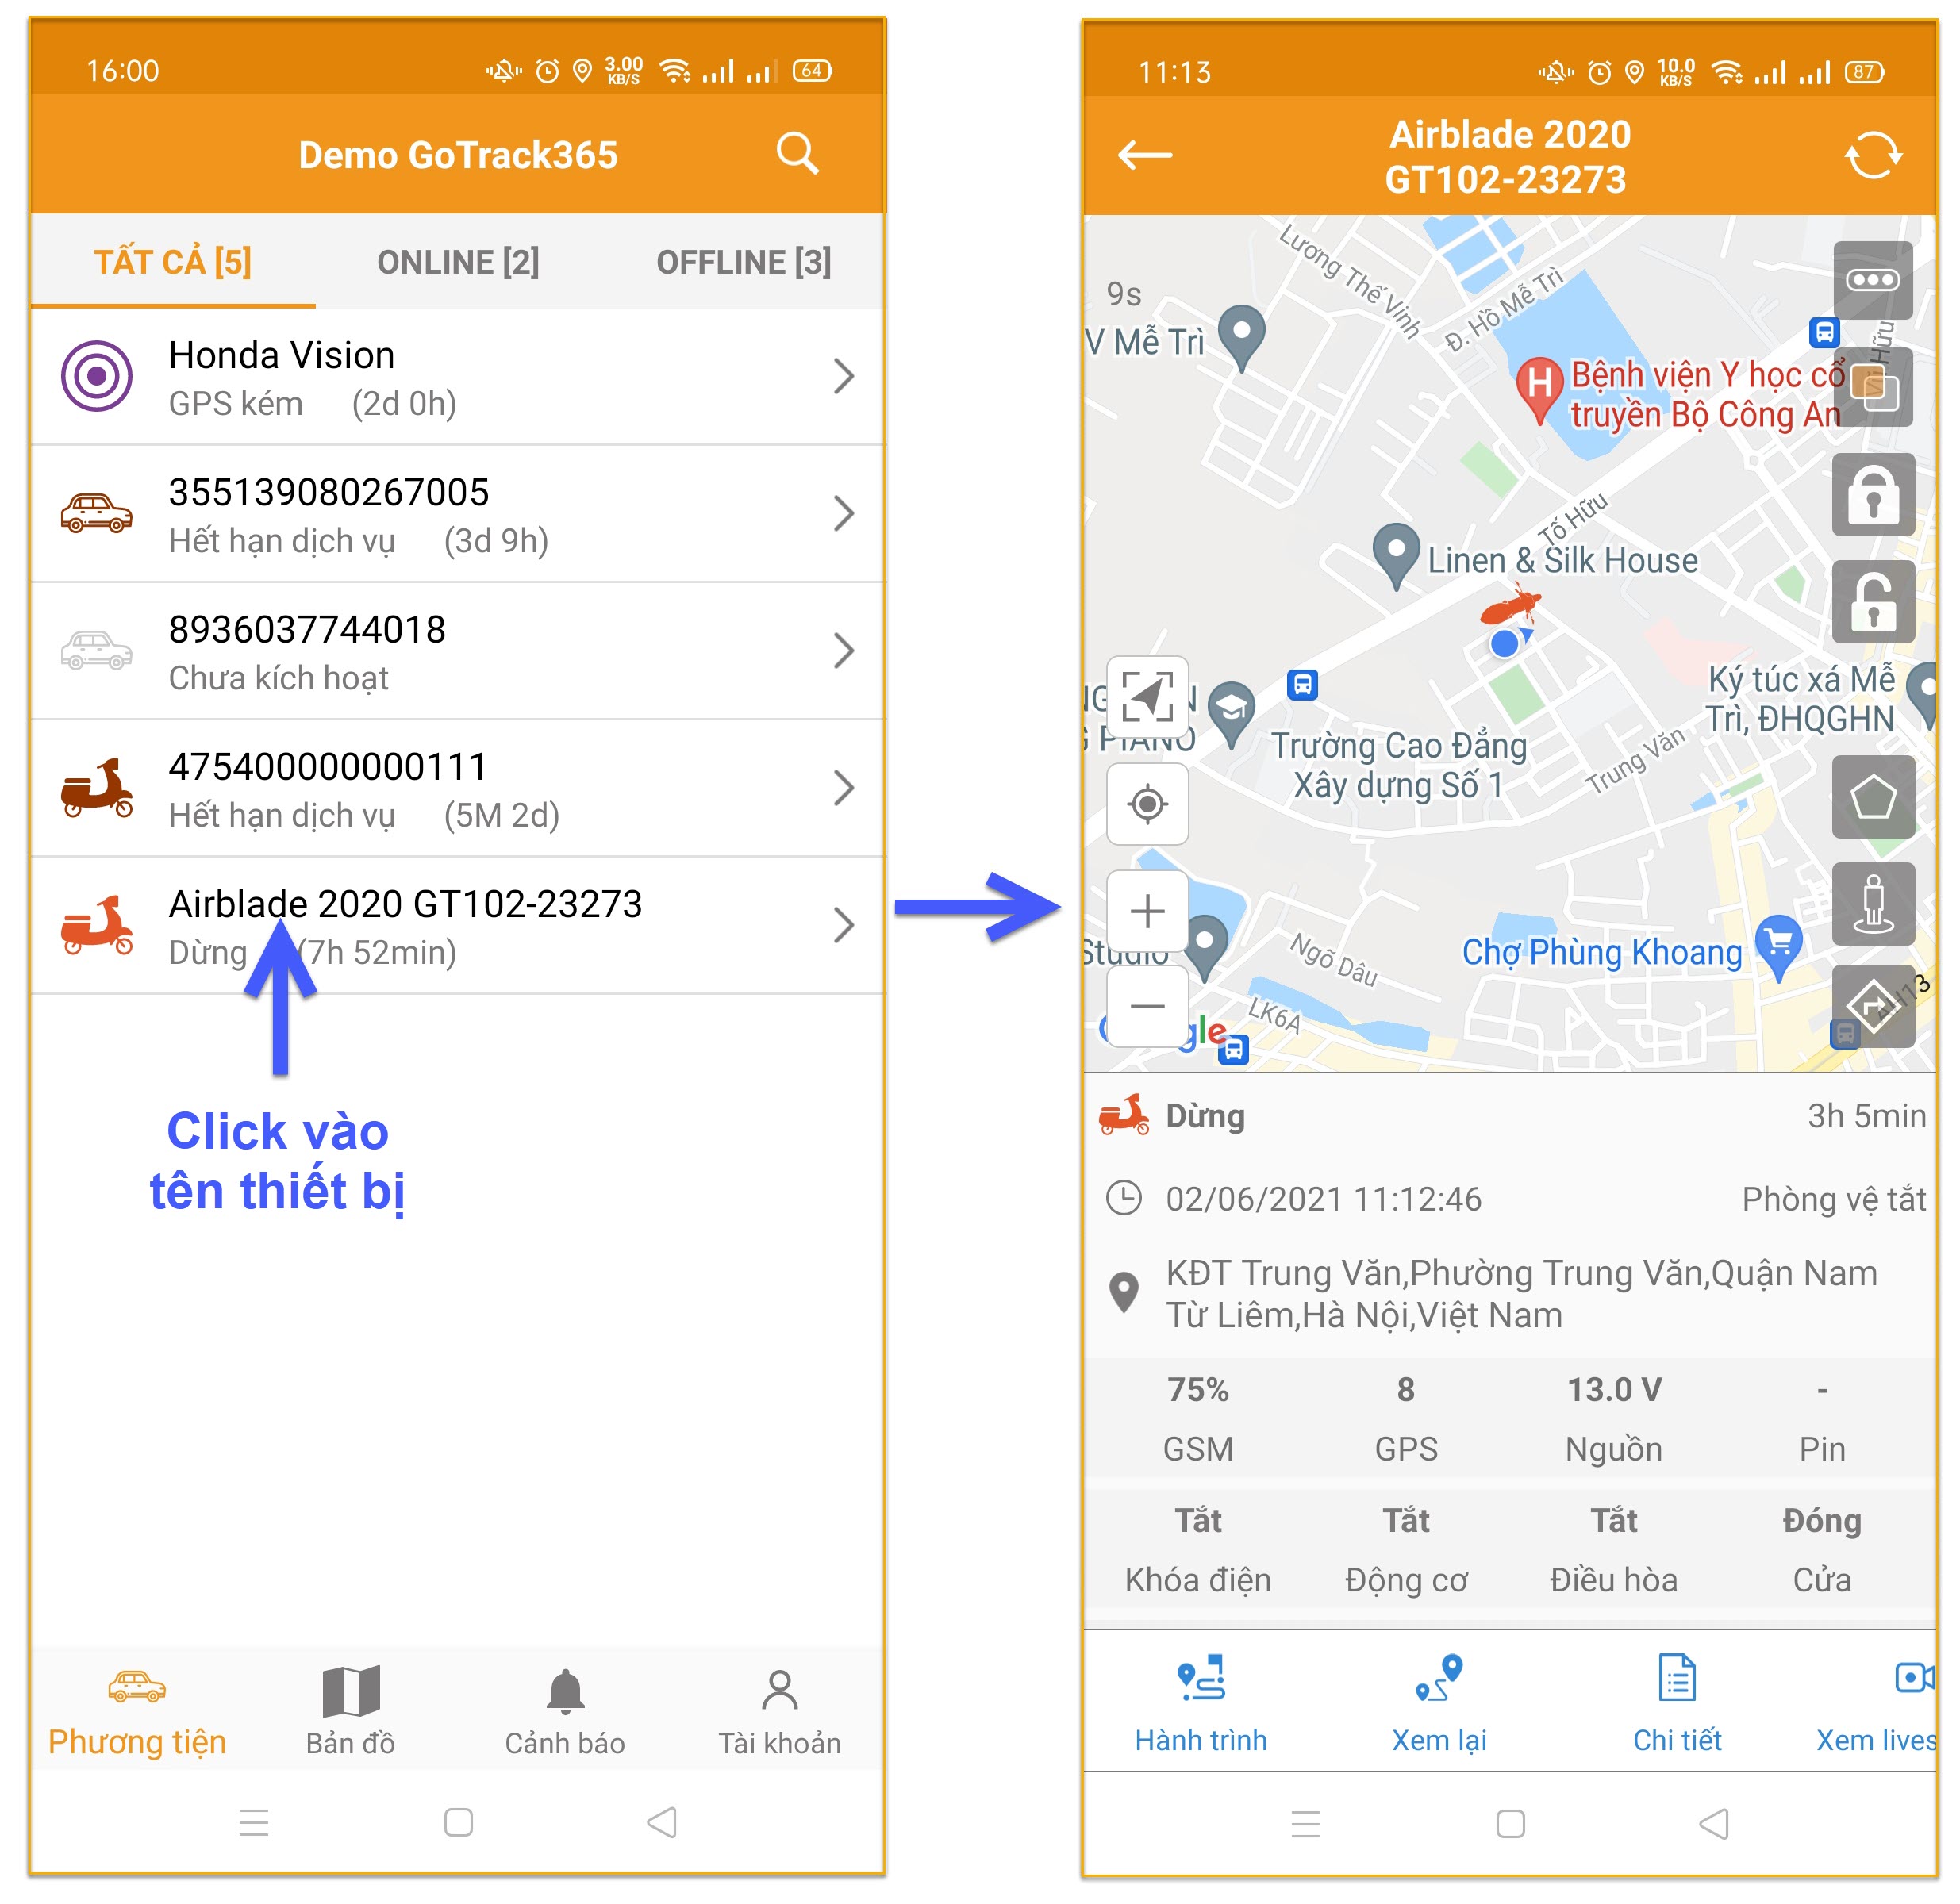 16:00
3.00
KB/S
64
Demo GoTrack365
TẤT CẢ [5]
ONLINE [2]
OFFLINE [3]
Honda Vision
GPS kém (2d 0h)
355139080267005
Hết hạn dịch vụ (3d 9h)
8936037744018
Chưa kích hoạt
475400000000111
Hết hạn dịch vụ (5M 2d)
Airblade 2020 GT102-23273
Dừng (7h 52min)
Click vào
tên thiết bị
Phương tiện
Bản đồ
Cảnh báo
Tài khoản
11:13
10.0
KB/S
87
Airblade 2020
GT102-23273
9s
Lương Thế Vinh
Đ. Hồ Mễ Trì
V Mễ Trì
Hữu
H
Bệnh viện Y học cổ
truyền Bộ Công An
Tố Hữu
Linen & Silk House
Ký túc xá Mễ
Trì, ĐHQGHN
PIANO
Trường Cao Đẳng
Xây dựng Số 1
Trung Văn
Studio
Ngõ Dâu
Chợ Phùng Khoang
LK6A
AH13
gle
Dừng
3h 5min
02/06/2021 11:12:46
Phòng vệ tắt
KĐT Trung Văn,Phường Trung Văn,Quận Nam
Từ Liêm,Hà Nội,Việt Nam
75%
8
13.0 V
-
GSM
GPS
Nguồn
Pin
Tắt
Tắt
Tắt
Đóng
Khóa điện
Động cơ
Điều hòa
Cửa
Hành trình
Xem lại
Chi tiết
Xem lives